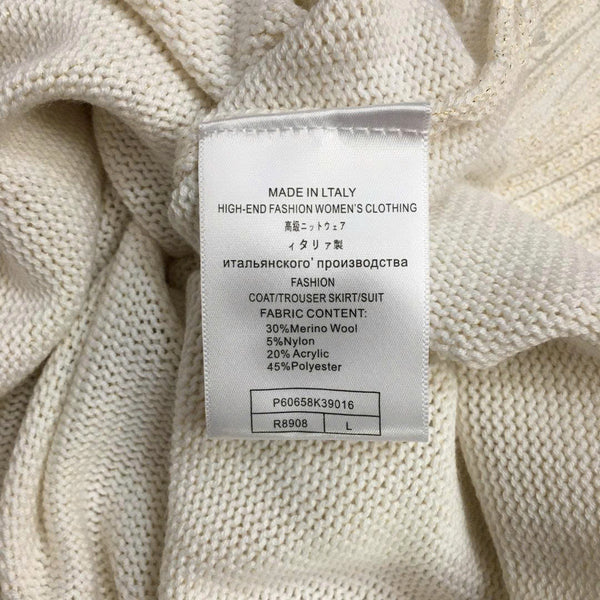 MADE IN LTALY
HIGH-END FASHION WOMEN'S CLOTHING
高級ニットウェア
ィタリァ製
итальянского' производства
FASHION
COAT/TROUSER SKIRT/SUIT
FABRIC CONTENT:
30%Merino Wool
5%Nylon
20% Acrylic
45%Polyester
P60658K39016
R8908 L